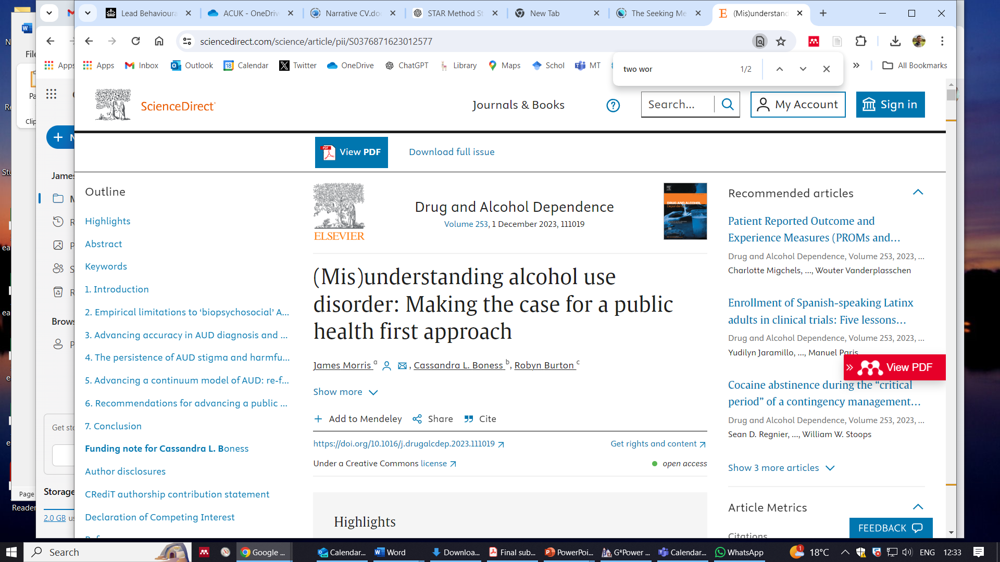 Lead Behavioura
ACUK - OneDriv
Narrative CV.do
STAR Method St
New Tab
The Seeking Me
(Mis)understand
sciencedirect.com/science/article/pii/S0376871623012577
File
Apps
Apps
Inbox
Outlook
18 Calendar
Twitter
OneDrive
ChatGPT
Library
Maps
Schol
MT
All Bookmarks
two wor
1/2
Pa
Clip
ScienceDirect
Journals & Books
Search...
My Account
Sign in
PDF View PDF
Download full issue
James
Outline
Highlights
Abstract
Keywords
1. Introduction
2. Empirical limitations to ‘biopsychosocial’ A...
3. Advancing accuracy in AUD diagnosis and ...
4. The persistence of AUD stigma and harmfu...
5. Advancing a continuum model of AUD: re-f...
6. Recommendations for advancing a public ...
7. Conclusion
Funding note for Cassandra L. Boness
Author disclosures
CRediT authorship contribution statement
Declaration of Competing Interest
Brows
Get sta
Storage
2.0 GB us
Page
Reader
ELSEVIER
Drug and Alcohol Dependence
Volume 253, 1 December 2023, 111019
DRUG AND ALCOHOL
Dependence
(Mis)understanding alcohol use
disorder: Making the case for a public
health first approach
James Morris a, Cassandra L. Boness b, Robyn Burton c
Show more
Add to Mendeley
Share
Cite
https://doi.org/10.1016/j.drugalcdep.2023.111019
Get rights and content
Under a Creative Commons license
open access
Highlights
Recommended articles
Patient Reported Outcome and
Experience Measures (PROMs and...
Drug and Alcohol Dependence, Volume 253, 2023, ...
Charlotte Migchels, ..., Wouter Vanderplasschen
Enrollment of Spanish-speaking Latinx
adults in clinical trials: Five lessons...
Drug and Alcohol Dependence, Volume 253, 2023, ...
Yudilyn Jaramillo, ..., Manuel Paris
View PDF
Cocaine abstinence during the “critical
period” of a contingency management...
Drug and Alcohol Dependence, Volume 253, 2023, ...
Sean D. Regnier, ..., William W. Stoops
Show 3 more articles
Article Metrics
Citations
FEEDBACK
Search
Google ...
Calendar...
Word
Downloa...
Final sub...
PowerPoi...
G*Power ...
Calendar...
WhatsApp
1
18°C
ENG
12:33